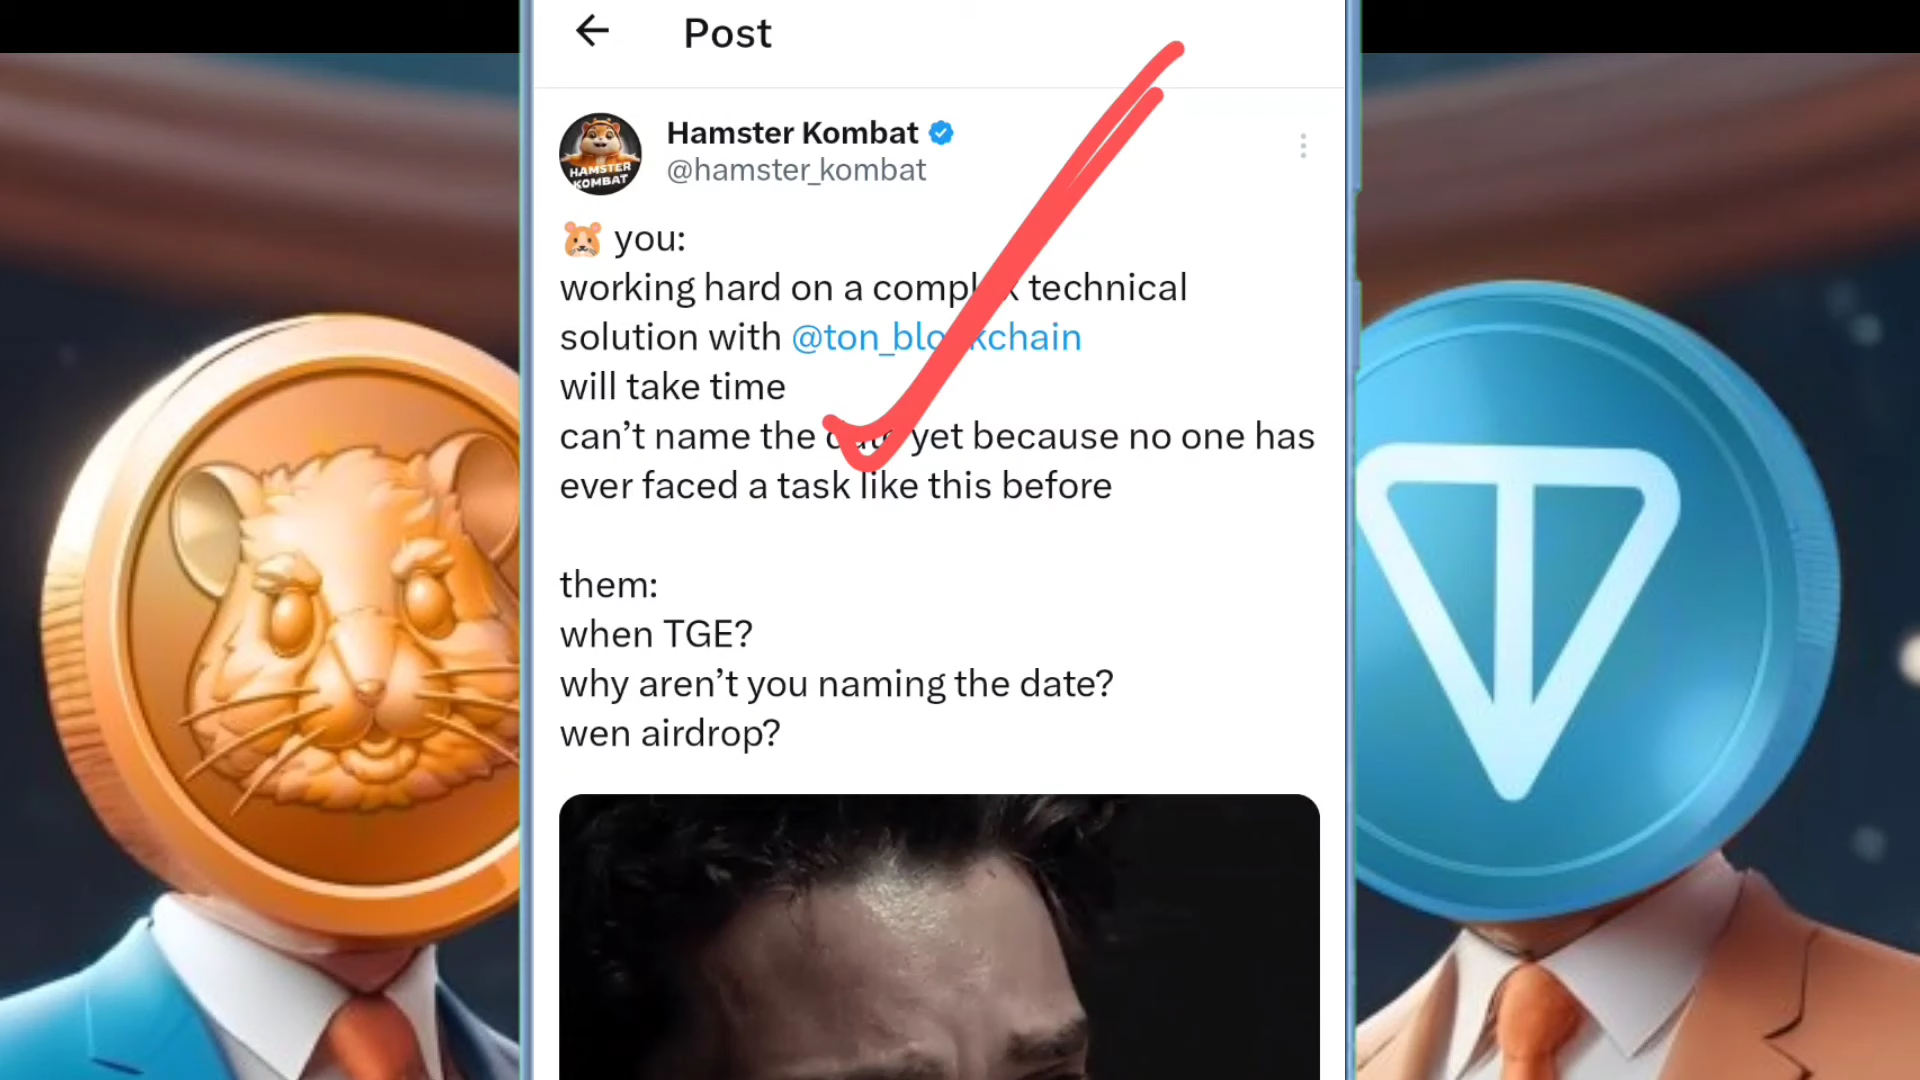 Post
Hamster Kombat
@hamster_kombat
HAMSTER
KOMBAT
🐹 you:
working hard on a technical
solution with @ton_blockchain
will take time
can’t name the date yet because no one has
ever faced a task like this before
them:
when TGE?
why aren’t you naming the date?
wen airdrop?